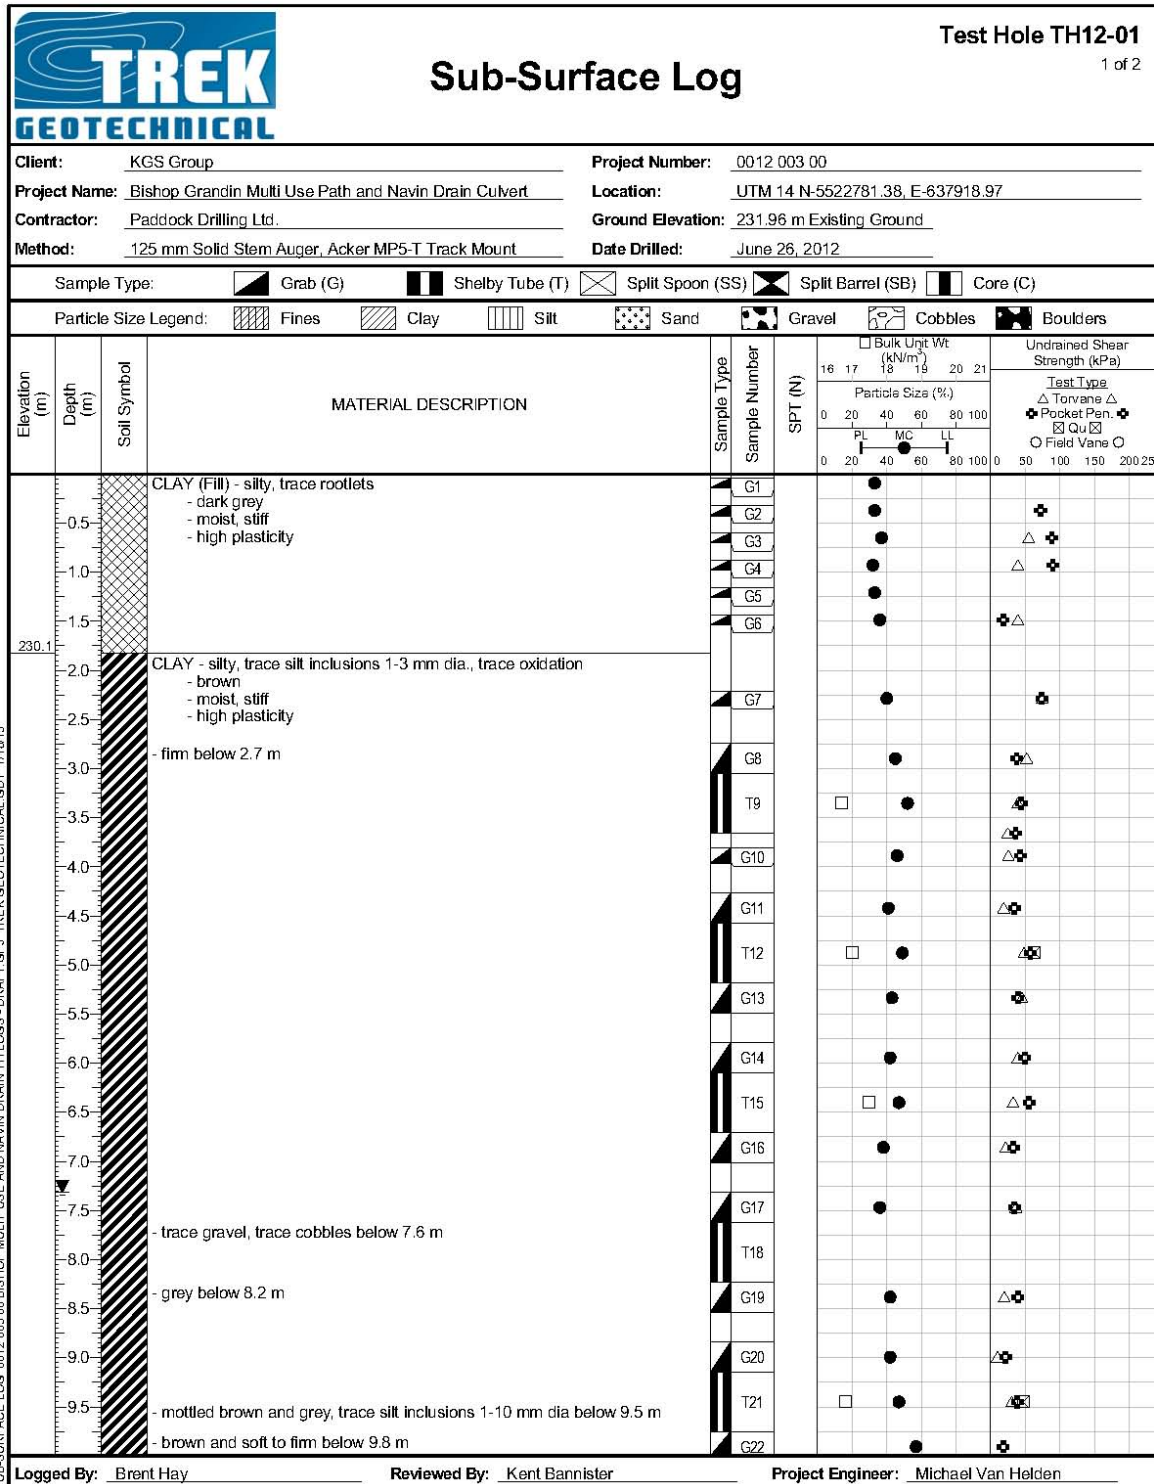 TREK
GEOTECHNICAL
Sub-Surface Log
Test Hole TH12-01
1 of 2
Client: KGS Group
Project Number: 0012 003 00
Project Name: Bishop Grandin Multi Use Path and Navin Drain Culvert
Location: UTM 14 N-5522781.38, E-637918.97
Contractor: Paddock Drilling Ltd.
Ground Elevation: 231.96 m Existing Ground
Method: 125 mm Solid Stem Auger, Acker MP5-T Track Mount
Date Drilled: June 26, 2012
Sample Type: Grab (G) Shelby Tube (T) Split Spoon (SS) Split Barrel (SB) Core (C)
Particle Size Legend: Fines Clay Silt Sand Gravel Cobbles Boulders
Elevation (m)
Depth (m)
Soil Symbol
MATERIAL DESCRIPTION
Sample Type
Sample Number
SPT (N)
Bulk Unit Wt
(kN/m3)
16 17 18 19 20 21
Particle Size (%)
0 20 40 60 80 100
PL MC LL
0 20 40 60 80 100
Undrained Shear
Strength (kPa)
Test Type
Torvane
Pocket Pen.
Qu
Field Vane
0 50 100 150 200 25
CLAY (Fill) - silty, trace rootlets
- dark grey
- moist, stiff
- high plasticity
G1
G2
-0.5
G3
G4
-1.0
G5
-1.5
G6
230.1
CLAY - silty, trace silt inclusions 1-3 mm dia., trace oxidation
- brown
- moist, stiff
- high plasticity
-2.0
G7
-2.5
- firm below 2.7 m
G8
-3.0
T9
-3.5
G10
-4.0
G11
-4.5
T12
-5.0
G13
-5.5
G14
-6.0
T15
-6.5
G16
-7.0
G17
-7.5
- trace gravel, trace cobbles below 7.6 m
T18
-8.0
- grey below 8.2 m
G19
-8.5
G20
-9.0
T21
-9.5
- mottled brown and grey, trace silt inclusions 1-10 mm dia below 9.5 m
- brown and soft to firm below 9.8 m
G22
Logged By: Brent Hay
Reviewed By: Kent Bannister
Project Engineer: Michael Van Helden